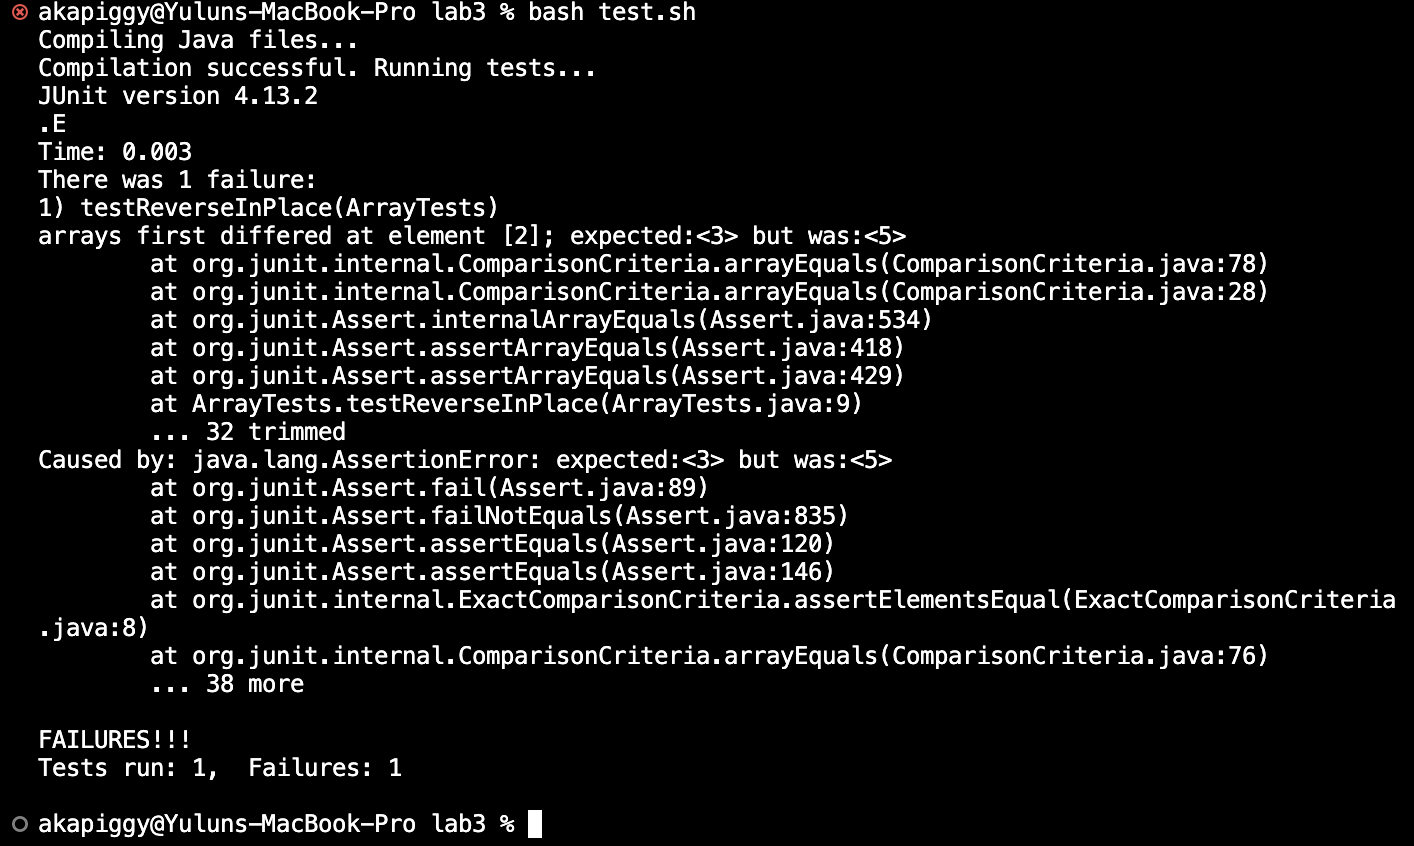 akapiggy@Yuluns-MacBook-Pro lab3 % bash test.sh
Compiling Java files...
Compilation successful. Running tests...
JUnit version 4.13.2
.E
Time: 0.003
There was 1 failure:
1) testReverseInPlace(ArrayTests)
arrays first differed at element [2]; expected:<3> but was:<5>
        at org.junit.internal.ComparisonCriteria.arrayEquals(ComparisonCriteria.java:78)
        at org.junit.internal.ComparisonCriteria.arrayEquals(ComparisonCriteria.java:28)
        at org.junit.Assert.internalArrayEquals(Assert.java:534)
        at org.junit.Assert.assertArrayEquals(Assert.java:418)
        at org.junit.Assert.assertArrayEquals(Assert.java:429)
        at ArrayTests.testReverseInPlace(ArrayTests.java:9)
        ... 32 trimmed
Caused by: java.lang.AssertionError: expected:<3> but was:<5>
        at org.junit.Assert.fail(Assert.java:89)
        at org.junit.Assert.failNotEquals(Assert.java:835)
        at org.junit.Assert.assertEquals(Assert.java:120)
        at org.junit.Assert.assertEquals(Assert.java:146)
        at org.junit.internal.ExactComparisonCriteria.assertElementsEqual(ExactComparisonCriteria
.java:8)
        at org.junit.internal.ComparisonCriteria.arrayEquals(ComparisonCriteria.java:76)
        ... 38 more

FAILURES!!!
Tests run: 1,  Failures: 1

akapiggy@Yuluns-MacBook-Pro lab3 %